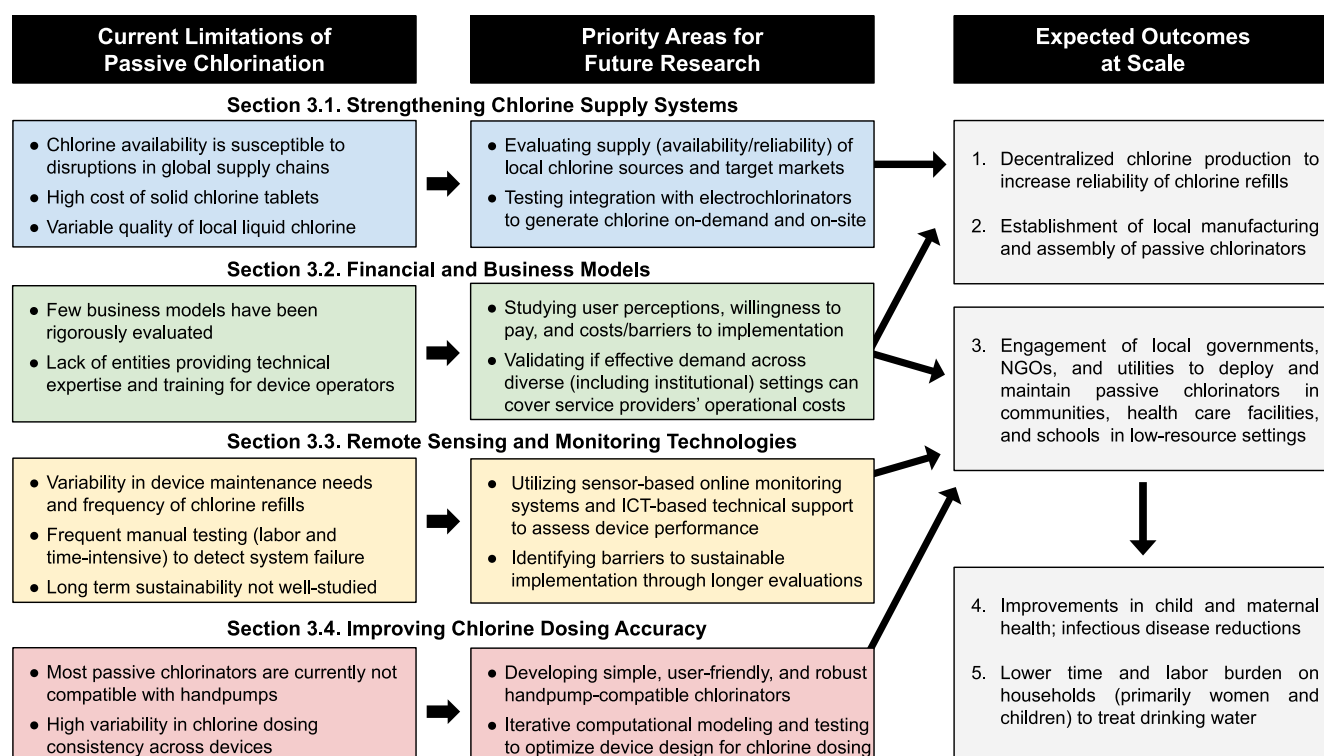 Current Limitations of
Passive Chlorination
Priority Areas for
Future Research
Expected Outcomes
at Scale
Section 3.1. Strengthening Chlorine Supply Systems
● Chlorine availability is susceptible to
disruptions in global supply chains
● High cost of solid chlorine tablets
● Variable quality of local liquid chlorine
● Evaluating supply (availability/reliability) of
local chlorine sources and target markets
● Testing integration with electrochlorinators
to generate chlorine on-demand and on-site
Section 3.2. Financial and Business Models
● Few business models have been
rigorously evaluated
● Lack of entities providing technical
expertise and training for device operators
● Studying user perceptions, willingness to
pay, and costs/barriers to implementation
● Validating if effective demand across
diverse (including institutional) settings can
cover service providers' operational costs
Section 3.3. Remote Sensing and Monitoring Technologies
● Variability in device maintenance needs
and frequency of chlorine refills
● Frequent manual testing (labor and
time-intensive) to detect system failure
● Long term sustainability not well-studied
● Utilizing sensor-based online monitoring
systems and ICT-based technical support
to assess device performance
● Identifying barriers to sustainable
implementation through longer evaluations
Section 3.4. Improving Chlorine Dosing Accuracy
● Most passive chlorinators are currently not
compatible with handpumps
● High variability in chlorine dosing
consistency across devices
● Developing simple, user-friendly, and robust
handpump-compatible chlorinators
● Iterative computational modeling and testing
to optimize device design for chlorine dosing
1. Decentralized chlorine production to
increase reliability of chlorine refills
2. Establishment of local manufacturing
and assembly of passive chlorinators
3. Engagement of local governments,
NGOs, and utilities to deploy and
maintain passive chlorinators in
communities, health care facilities,
and schools in low-resource settings
4. Improvements in child and maternal
health; infectious disease reductions
5. Lower time and labor burden on
households (primarily women and
children) to treat drinking water